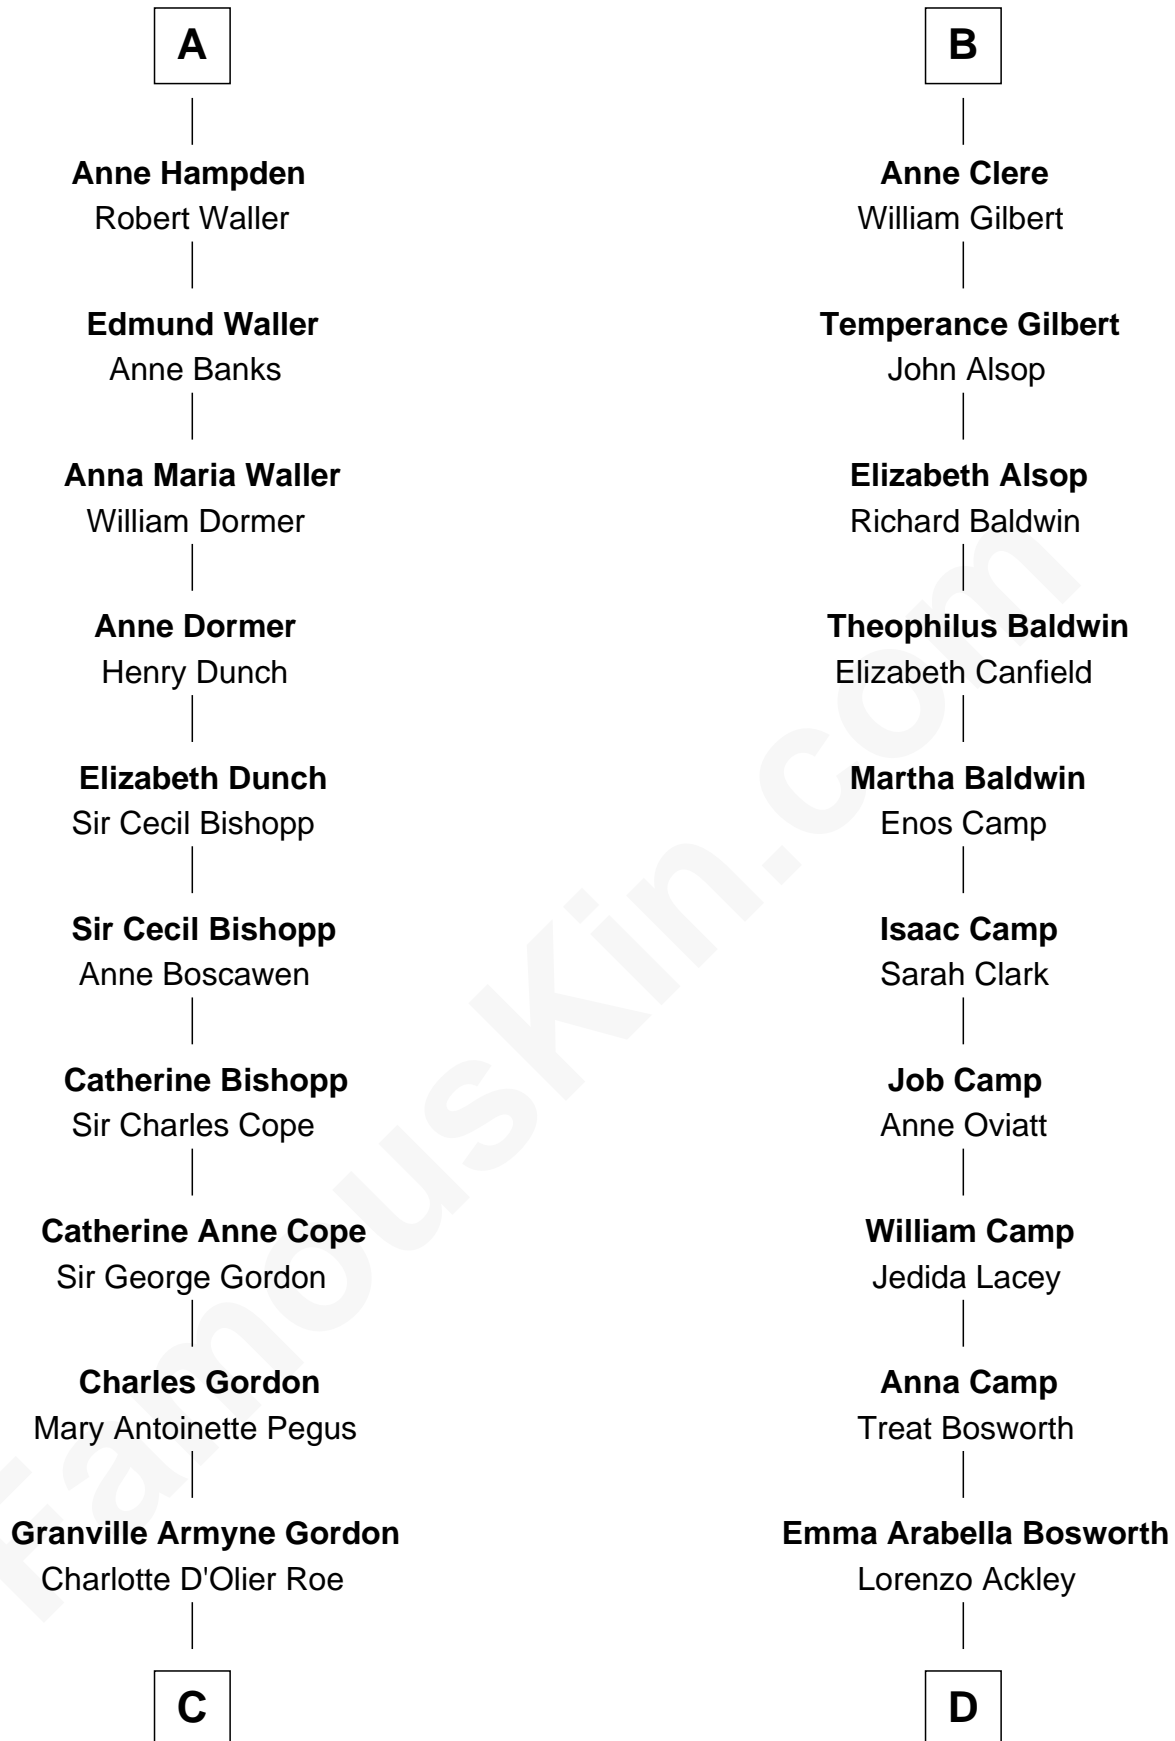 A
Anne Hampden
Robert Waller
Edmund Waller
Anne Banks
Anna Maria Waller
William Dormer
Anne Dormer
Henry Dunch
Elizabeth Dunch
Sir Cecil Bishopp
Sir Cecil Bishopp
Anne Boscawen
Catherine Bishopp
Sir Charles Cope
Catherine Anne Cope
Sir George Gordon
Charles Gordon
Mary Antoinette Pegus
Granville Armyne Gordon
Charlotte D'Olier Roe
C
B
Anne Clere
William Gilbert
Temperance Gilbert
John Alsop
Elizabeth Alsop
Richard Baldwin
Theophilus Baldwin
Elizabeth Canfield
Martha Baldwin
Enos Camp
Isaac Camp
Sarah Clark
Job Camp
Anne Oviatt
William Camp
Jedida Lacey
Anna Camp
Treat Bosworth
Emma Arabella Bosworth
Lorenzo Ackley
D
FamousKin.com